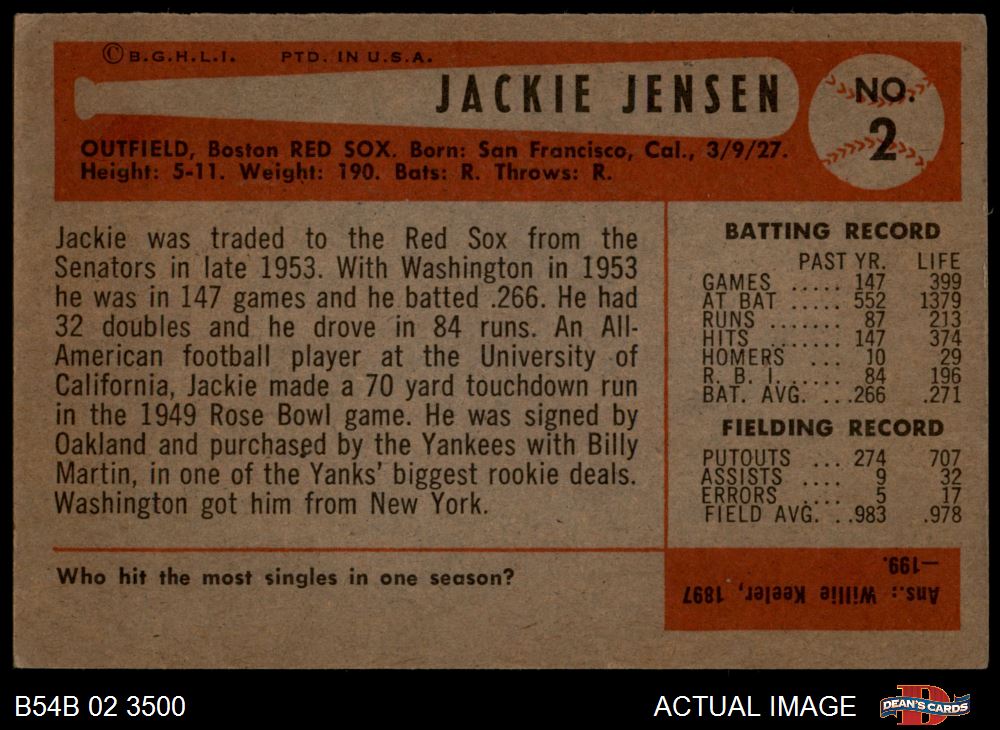 © B.G.H.L.I. PTD. IN U.S.A.
JACKIE JENSEN
NO.
2
OUTFIELD, Boston RED SOX. Born: San Francisco, Cal., 3/9/27.
Height: 5-11. Weight: 190. Bats: R. Throws: R.
Jackie was traded to the Red Sox from the
Senators in late 1953. With Washington in 1953
he was in 147 games and he batted .266. He had
32 doubles and he drove in 84 runs. An All-
American football player at the University of
California, Jackie made a 70 yard touchdown run
in the 1949 Rose Bowl game. He was signed by
Oakland and purchased by the Yankees with Billy
Martin, in one of the Yanks' biggest rookie deals.
Washington got him from New York.
BATTING RECORD
PAST YR. LIFE
GAMES ..... 147 399
AT BAT ..... 552 1379
RUNS ....... 87 213
HITS ....... 147 374
HOMERS ... 10 29
R. B. I. ..... 84 196
BAT. AVG. ...266 .271
FIELDING RECORD
PUTOUTS ... 274 707
ASSISTS .... 9 32
ERRORS .... 5 17
FIELD AVG. ..983 .978
Who hit the most singles in one season?
Ans.: Willie Keeler, 1897
—199.
B54B 02 3500
ACTUAL IMAGE
D
DEAN'S CARDS